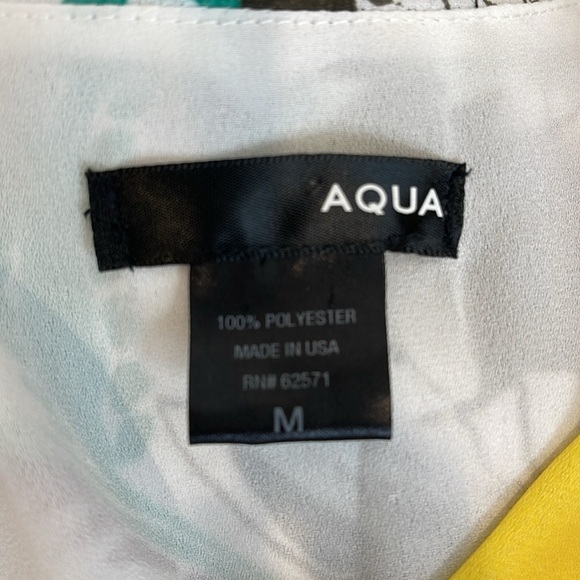 AQUA
100% POLYESTER
MADE IN USA
RN# 62571
M